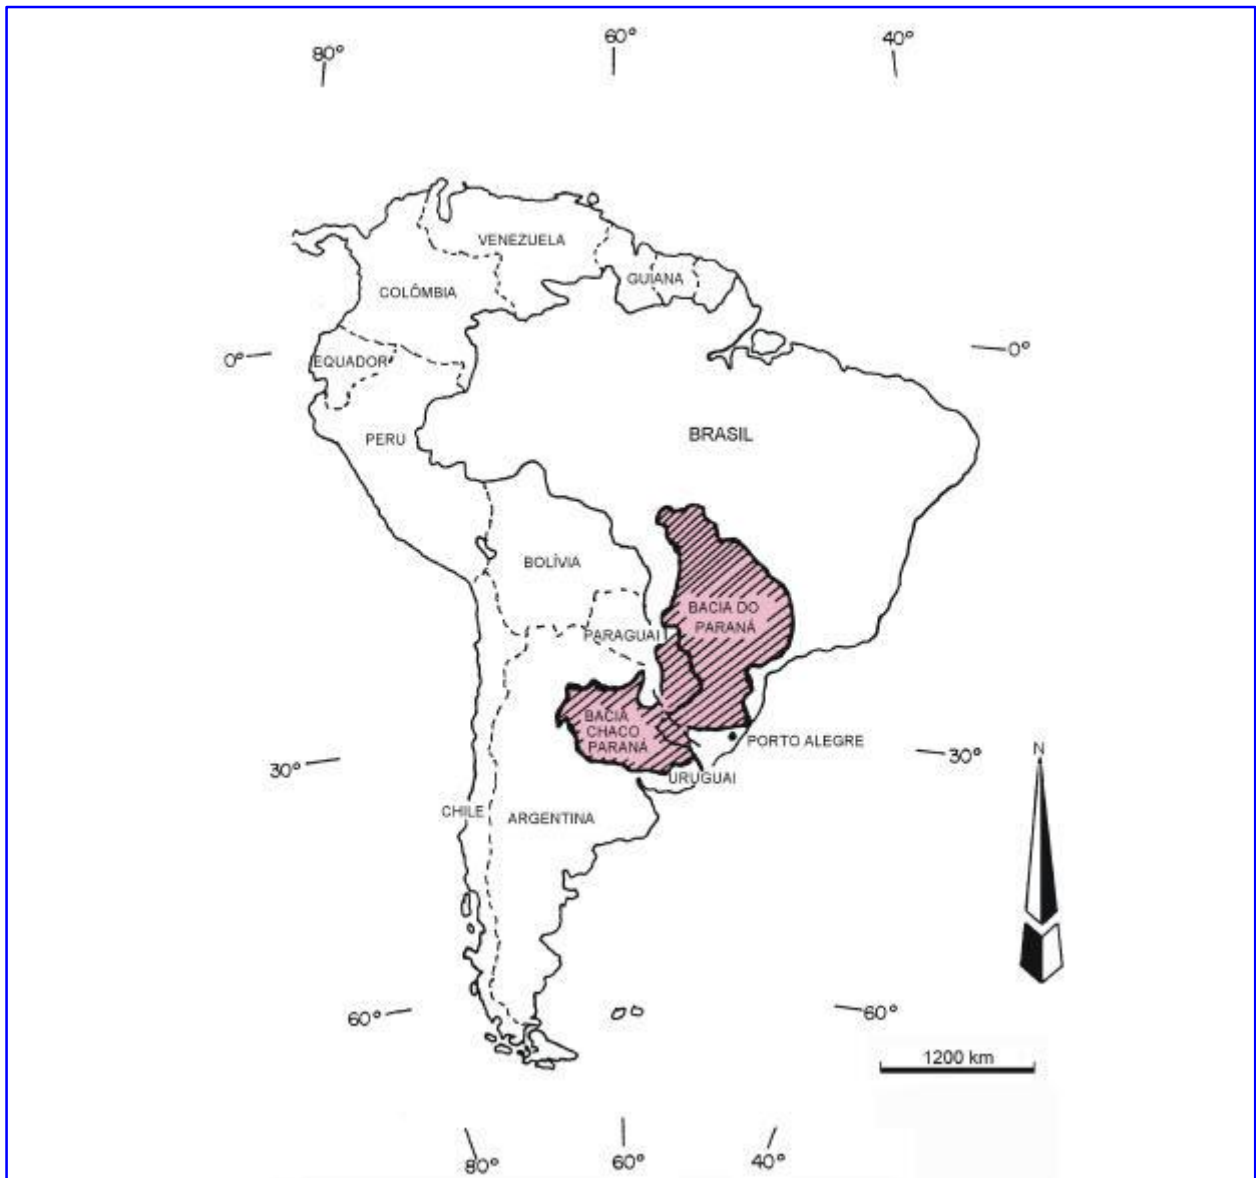 80°
60°
40°
VENEZUELA
GUIANA
COLÔMBIA
0°
0°
EQUADOR
PERU
BRASIL
BOLÍVIA
BACIA DO
PARANÁ
PARAGUAI
BACIA
CHACO
PARANÁ
PORTO ALEGRE
30°
30°
N
URUGUAI
CHILE
ARGENTINA
60°
60°
1200 km
80°
60°
40°